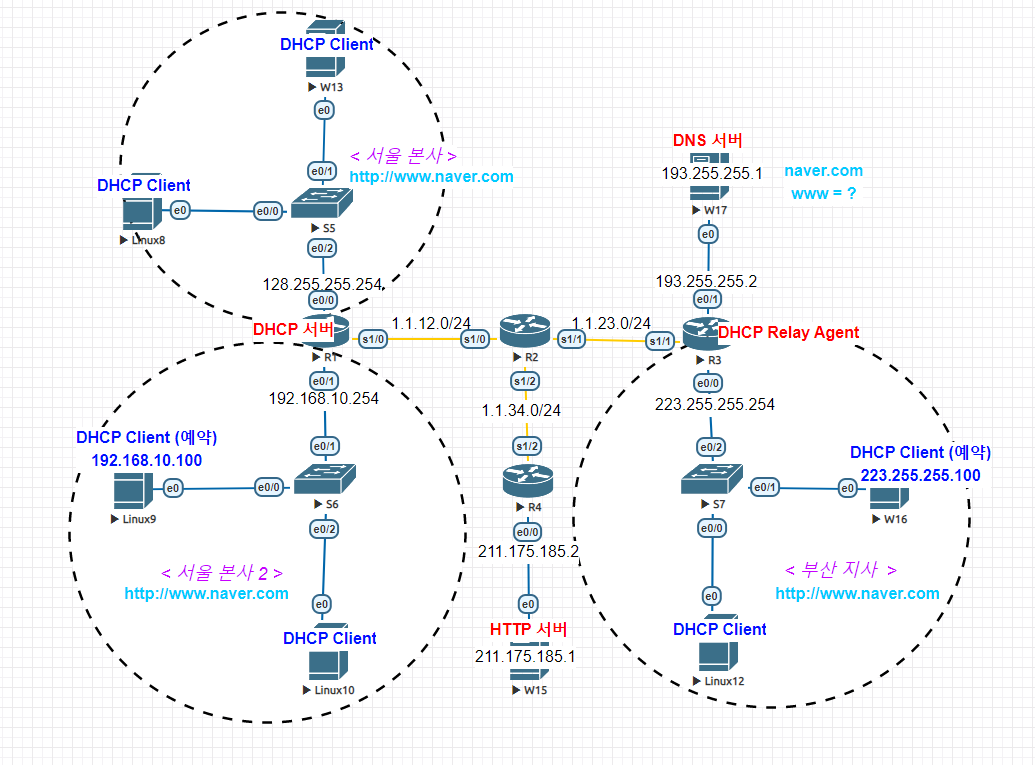 DHCP Client
W13
e0
< 서울 본사 >
http://www.naver.com
e0/1
DHCP Client
e0
e0/0
Linux8
S5
e0/2
128.255.255.254
e0/0
DNS 서버
193.255.255.1
naver.com
www = ?
W17
e0
193.255.255.2
e0/1
DHCP 서버
R1
s1/0
1.1.12.0/24
s1/0
R2
s1/1
1.1.23.0/24
s1/1
DHCP Relay Agent
R3
e0/1
192.168.10.254
s1/2
1.1.34.0/24
s1/2
R4
e0/0
211.175.185.2
e0
HTTP 서버
211.175.185.1
W15
e0/0
223.255.255.254
DHCP Client (예약)
192.168.10.100
e0
e0/0
e0/1
Linux9
S6
e0/2
< 서울 본사 2 >
http://www.naver.com
e0
DHCP Client
Linux10
e0/2
DHCP Client (예약)
223.255.255.100
e0/1
e0
S7
W16
e0/0
< 부산 지사 >
http://www.naver.com
e0
DHCP Client
Linux12